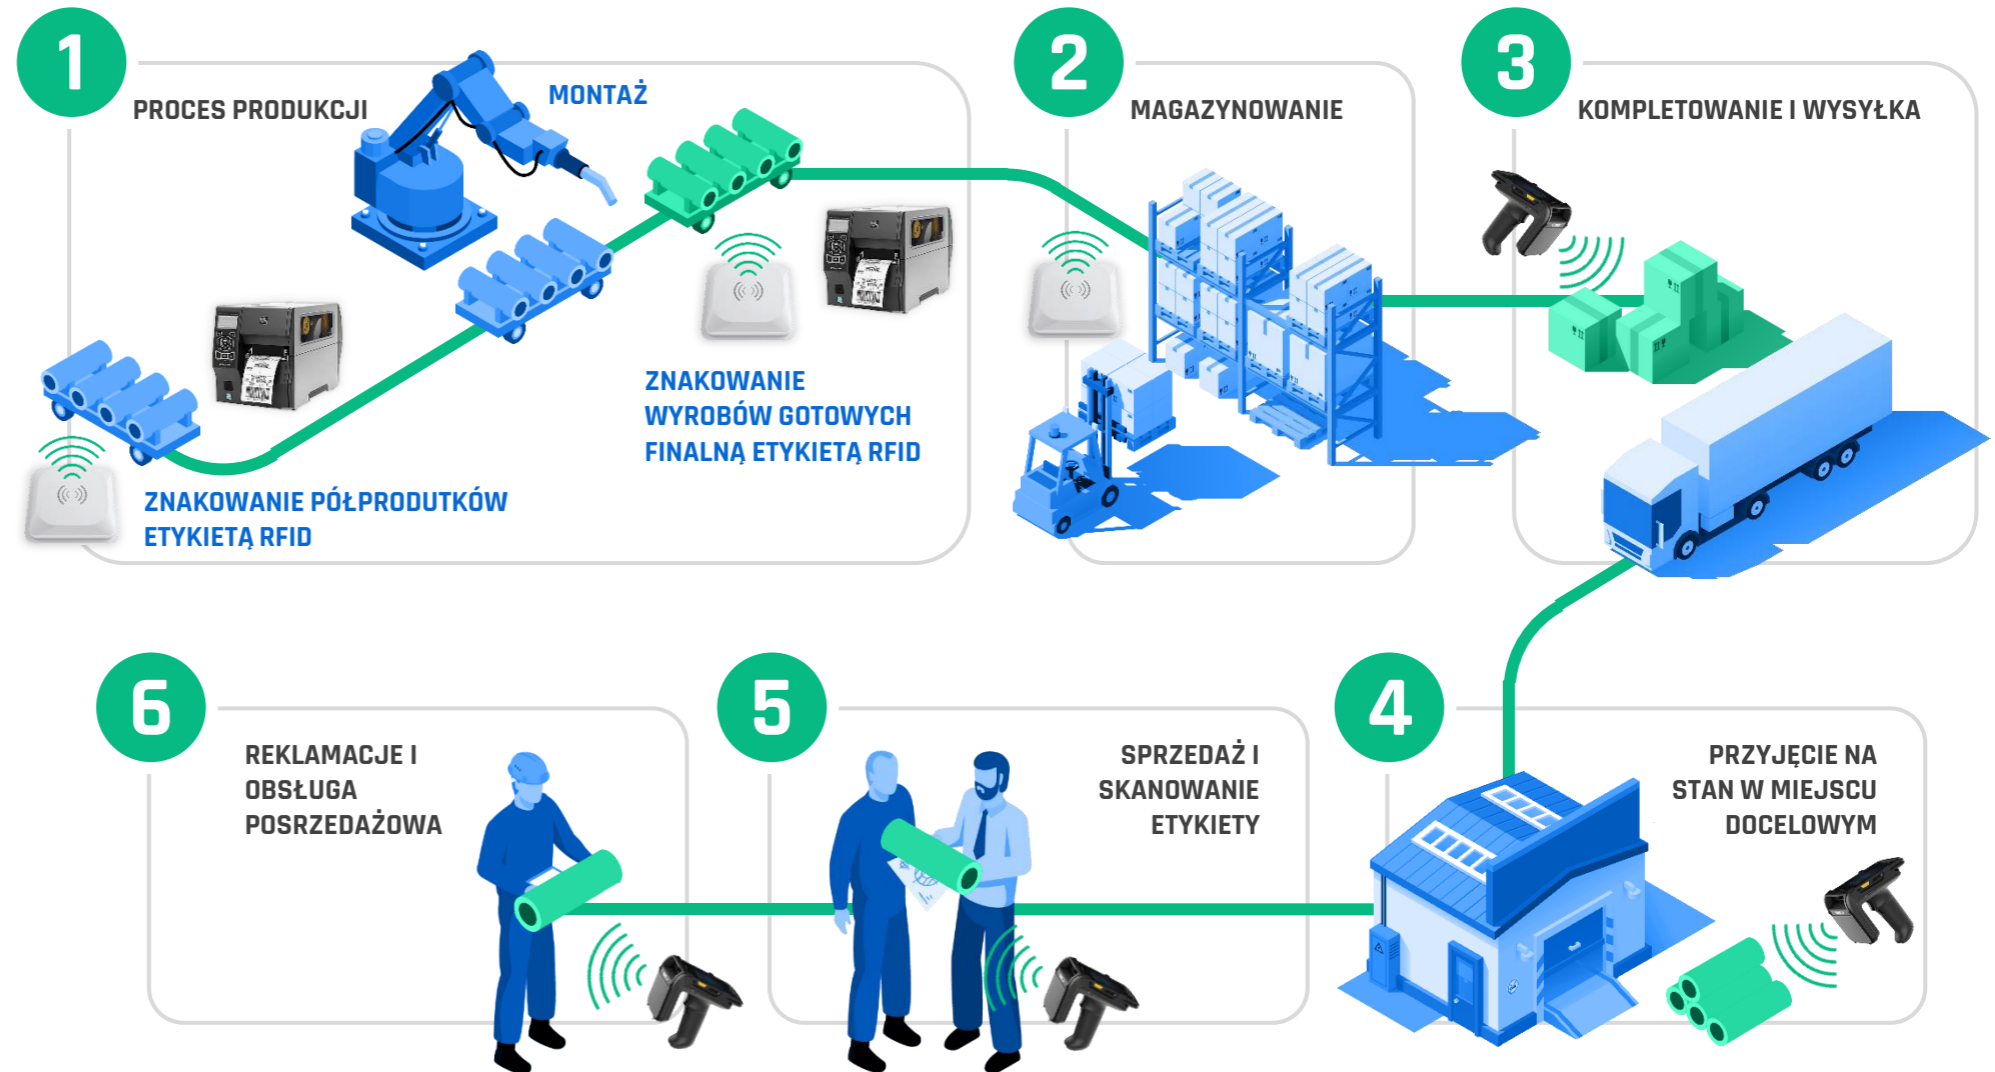 1
PROCES PRODUKCJI
MONTAŻ
ZNAKOWANIE PÓŁPRODUTKÓW
ETYKIETĄ RFID
ZNAKOWANIE
WYROBÓW GOTOWYCH
FINALNĄ ETYKIETĄ RFID
2
MAGAZYNOWANIE
3
KOMPLETOWANIE I WYSYŁKA
4
PRZYJĘCIE NA
STAN W MIEJSCU
DOCELOWYM
5
SPRZEDAŻ I
SKANOWANIE
ETYKIETY
6
REKLAMACJE I
OBSŁUGA
POSRZEDAŻOWA